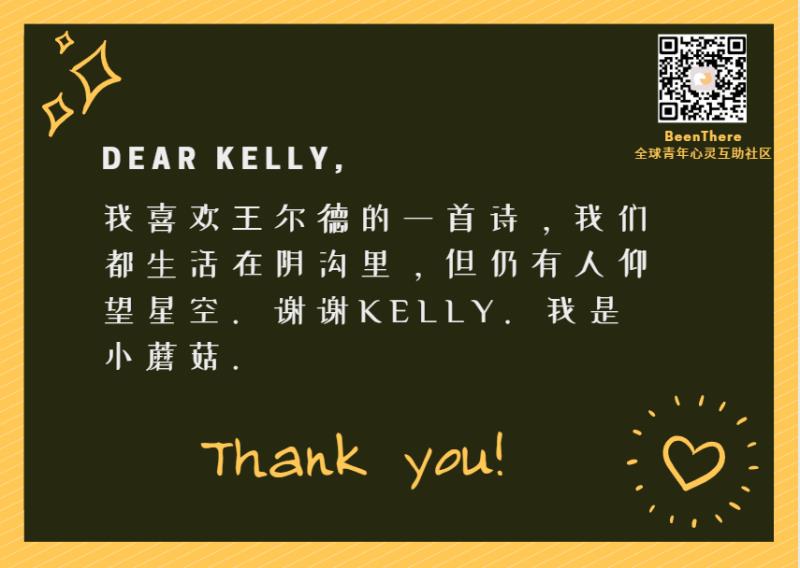 BeenThere
全球青年心灵互助社区
DEAR KELLY,
我喜欢王尔德的一首诗，我们
都生活在阴沟里，但仍有人仰
望星空. 谢谢KELLY. 我是
小蘑菇.
Thank you!